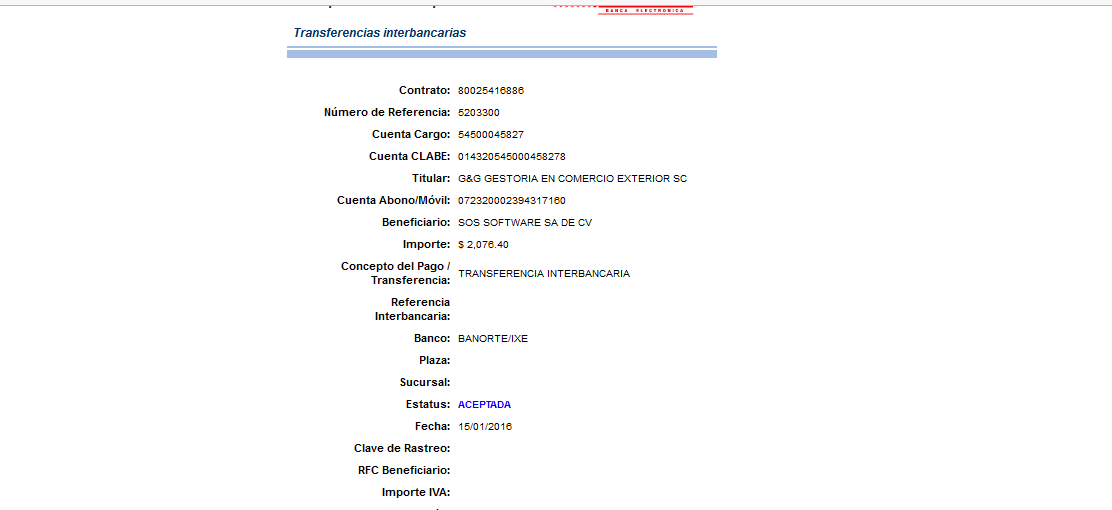 BANCA ELECTRONICA
Transferencias interbancarias
Contrato: 80025416886
Número de Referencia: 5203300
Cuenta Cargo: 54500045827
Cuenta CLABE: 014320545000458278
Titular: G&G GESTORIA EN COMERCIO EXTERIOR SC
Cuenta Abono/Móvil: 072320002394317160
Beneficiario: SOS SOFTWARE SA DE CV
Importe: $ 2,076.40
Concepto del Pago /
Transferencia: TRANSFERENCIA INTERBANCARIA
Referencia
Interbancaria:
Banco: BANORTE/IXE
Plaza:
Sucursal:
Estatus: ACEPTADA
Fecha: 15/01/2016
Clave de Rastreo:
RFC Beneficiario:
Importe IVA: